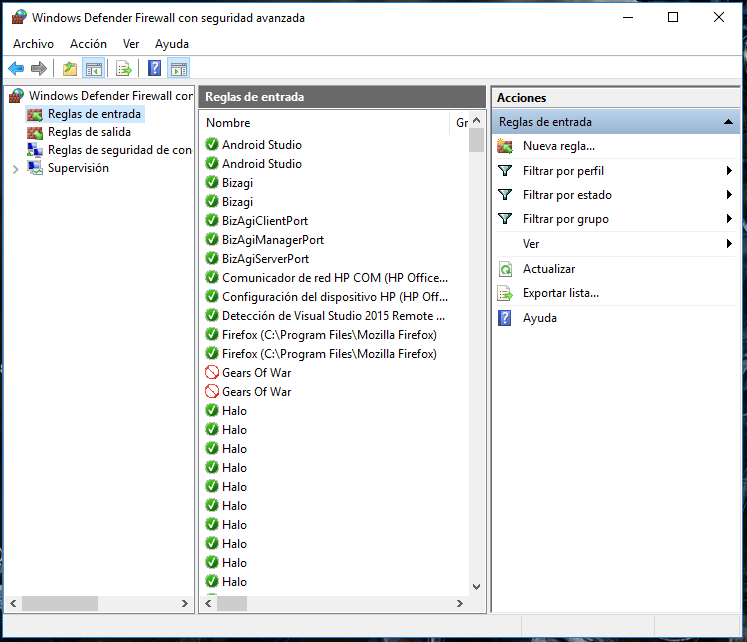 Windows Defender Firewall con seguridad avanzada
Archivo Acción Ver Ayuda
Windows Defender Firewall con
Reglas de entrada
Reglas de salida
Reglas de seguridad de con
Supervisión
Reglas de entrada
Nombre Gr
Android Studio
Android Studio
Bizagi
Bizagi
BizAgiClientPort
BizAgiManagerPort
BizAgiServerPort
Comunicador de red HP COM (HP Office...
Configuración del dispositivo HP (HP Off...
Detección de Visual Studio 2015 Remote ...
Firefox (C:\Program Files\Mozilla Firefox)
Firefox (C:\Program Files\Mozilla Firefox)
Gears Of War
Gears Of War
Halo
Halo
Halo
Halo
Halo
Halo
Halo
Halo
Halo
Halo
Acciones
Reglas de entrada
Nueva regla...
Filtrar por perfil
Filtrar por estado
Filtrar por grupo
Ver
Actualizar
Exportar lista...
Ayuda